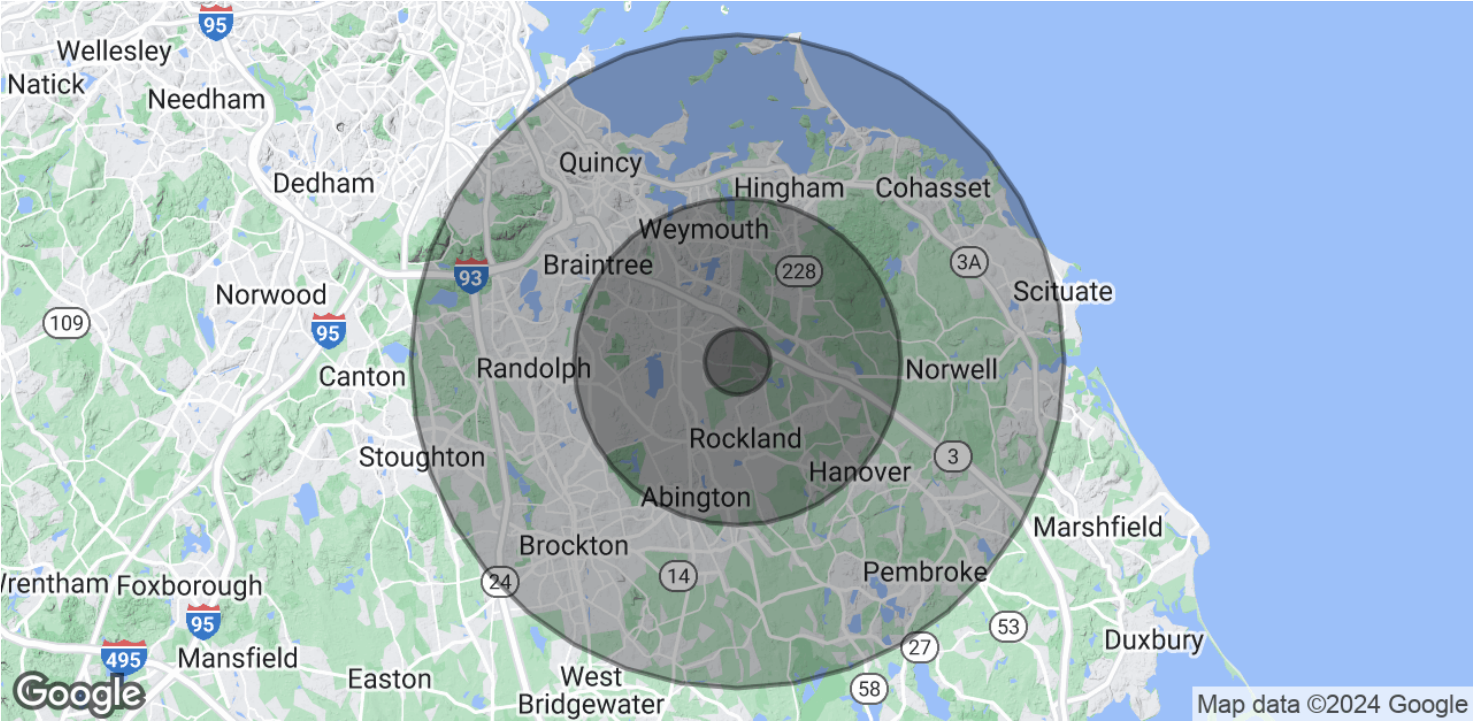 95
Wellesley
Natick
Needham
Quincy
Dedham
Hingham
Cohasset
Weymouth
Braintree
93
228
3A
Norwood
Scituate
109
95
Canton
Randolph
Norwell
Rockland
Stoughton
3
Hanover
Abington
Marshfield
Brockton
Pembroke
14
24
Wrentham
Foxborough
95
53
Duxbury
27
495
Mansfield
Easton
West
Bridgewater
58
Google
Map data ©2024 Google